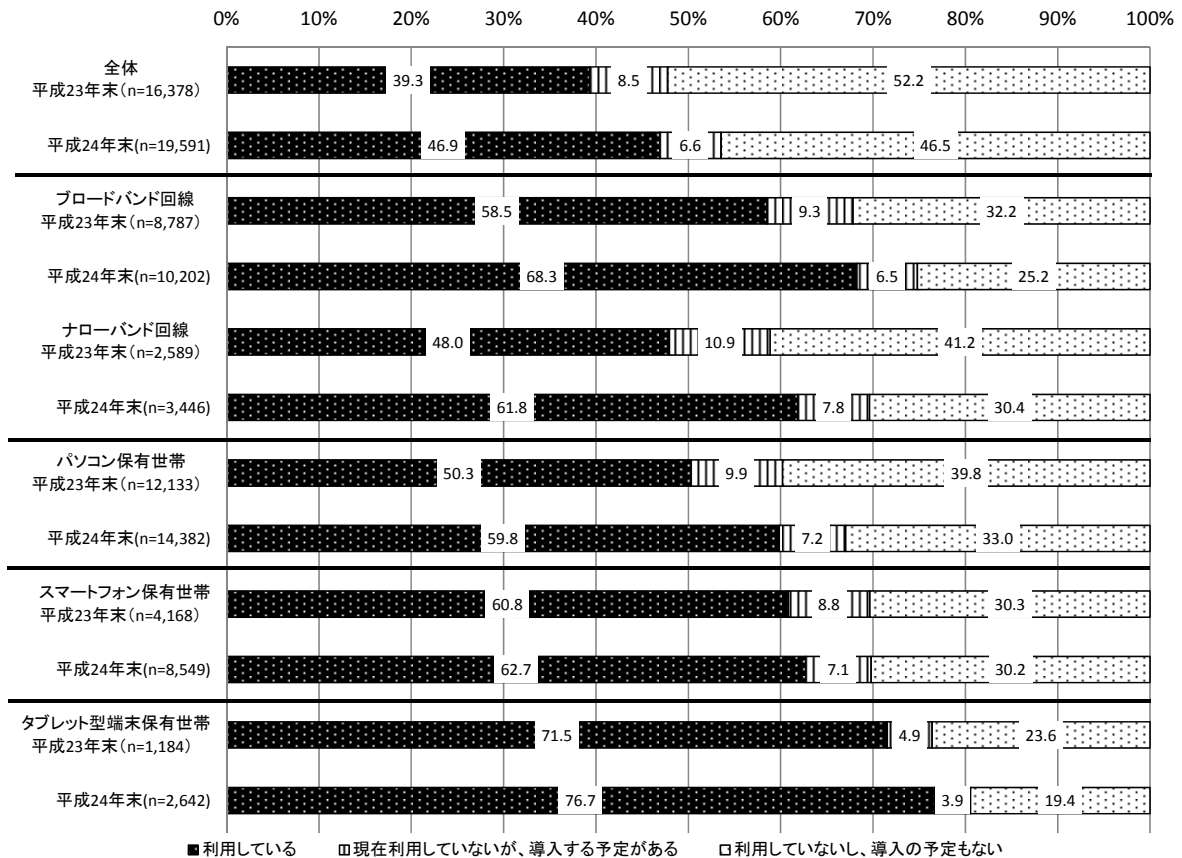 0% 10% 20% 30% 40% 50% 60% 70% 80% 90% 100%
全体
平成23年末（n=16,378） 39.3 8.5 52.2
平成24年末(n=19,591) 46.9 6.6 46.5
ブロードバンド回線
平成23年末（n=8,787） 58.5 9.3 32.2
平成24年末(n=10,202) 68.3 6.5 25.2
ナローバンド回線
平成23年末（n=2,589） 48.0 10.9 41.2
平成24年末(n=3,446) 61.8 7.8 30.4
パソコン保有世帯
平成23年末（n=12,133） 50.3 9.9 39.8
平成24年末(n=14,382) 59.8 7.2 33.0
スマートフォン保有世帯
平成23年末（n=4,168） 60.8 8.8 30.3
平成24年末(n=8,549) 62.7 7.1 30.2
タブレット型端末保有世帯
平成23年末（n=1,184） 71.5 4.9 23.6
平成24年末(n=2,642) 76.7 3.9 19.4
利用している 現在利用していないが、導入する予定がある 利用していないし、導入の予定もない